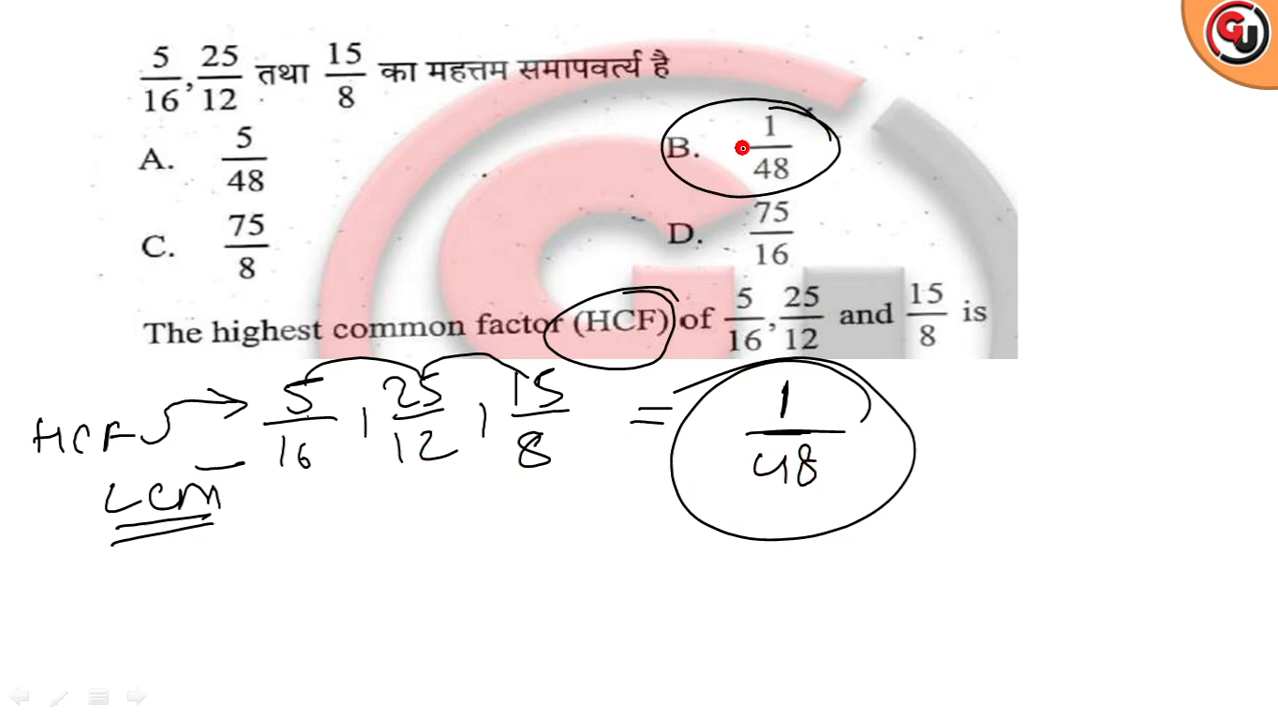 5/16, 25/12 तथा 15/8 का महत्तम समापवर्त्य है
A. 5/48 B. 1/48
C. 75/8 D. 75/16
The highest common factor (HCF) of 5/16, 25/12 and 15/8 is
HCF → 5/16, 25/12, 15/8 = 1/48
LCM
GU